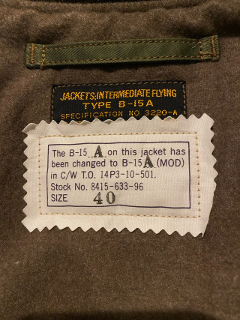 JACKETS; INTERMEDIATE FLYING
TYPE B-15A
SPECIFICATION NO 3220-A
The B-15 A on this jacket has
been changed to B-15 A (MOD)
in C/W T.O. 14P3-10-501.
Stock No. 8415-633-96
SIZE 40